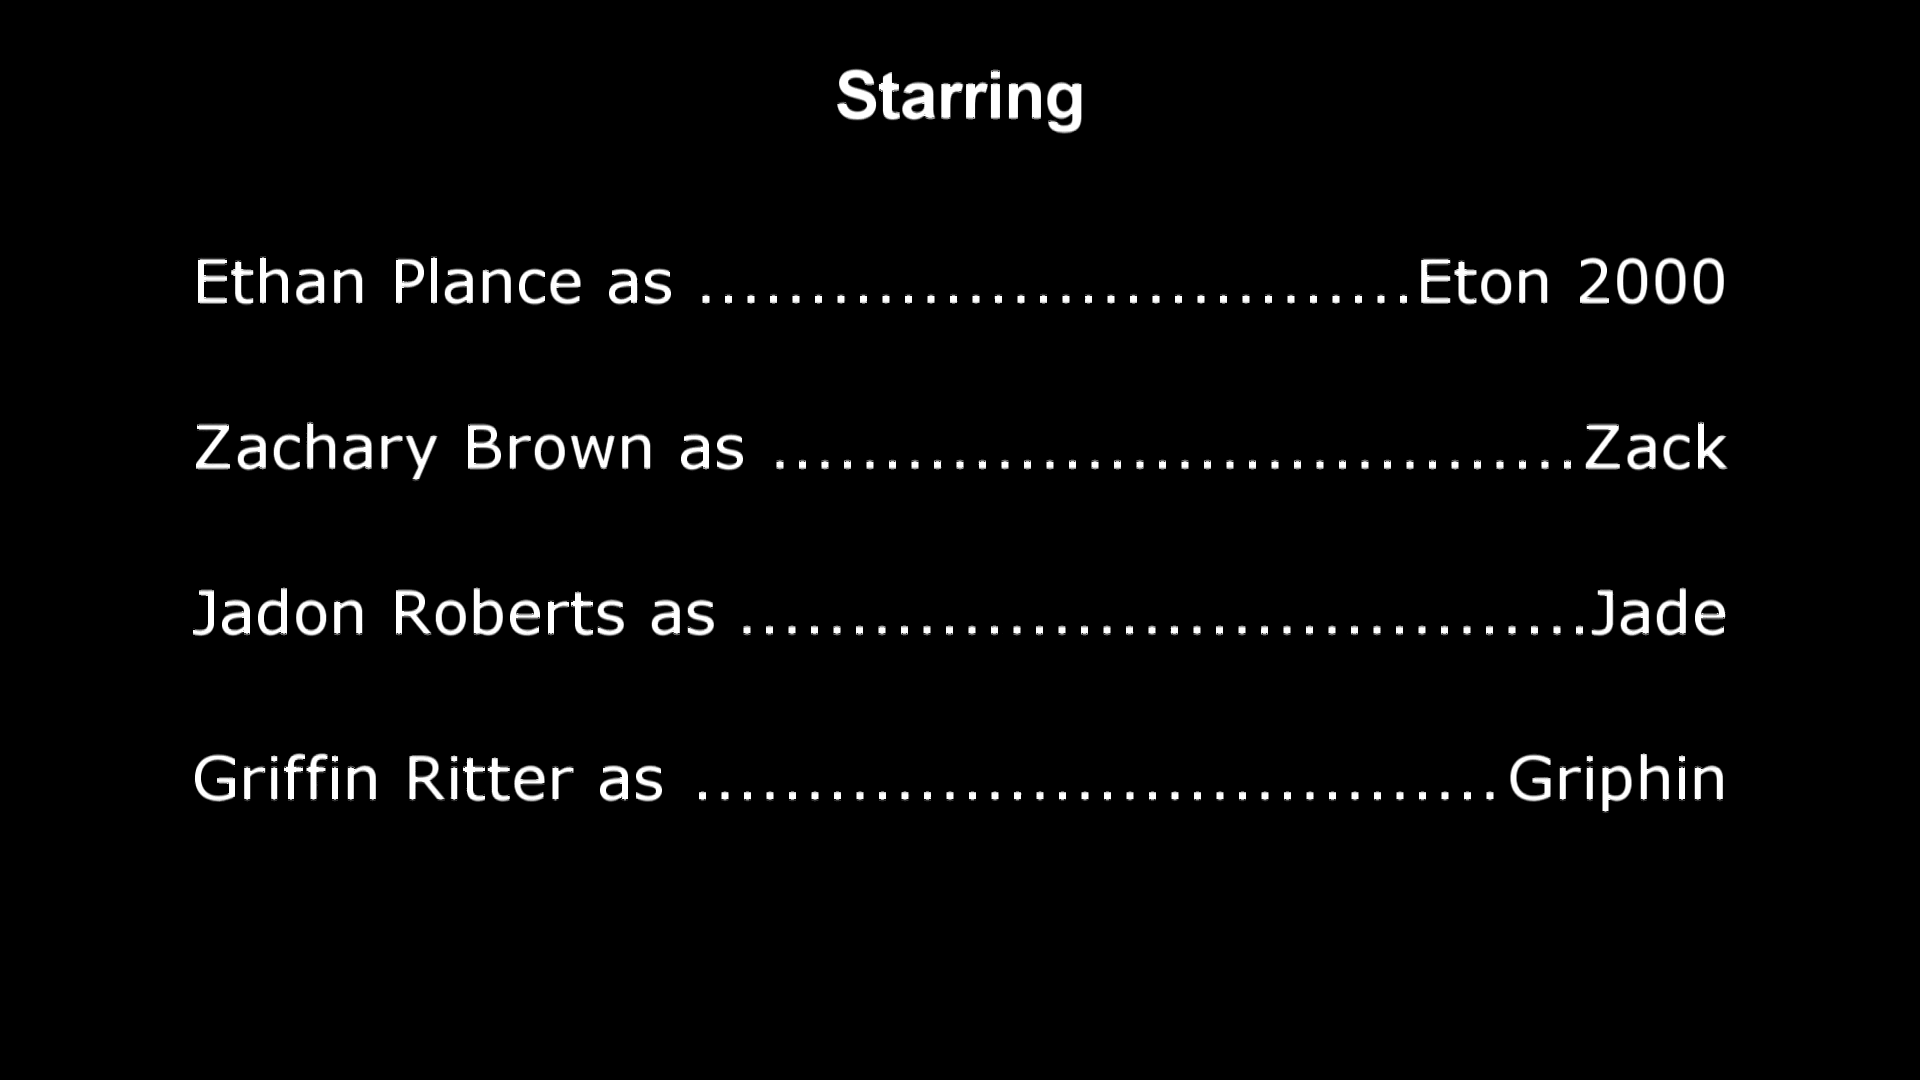 Starring
Ethan Plance as ................................Eton 2000
Zachary Brown as ....................................Zack
Jadon Roberts as ......................................Jade
Griffin Ritter as ....................................Griphin